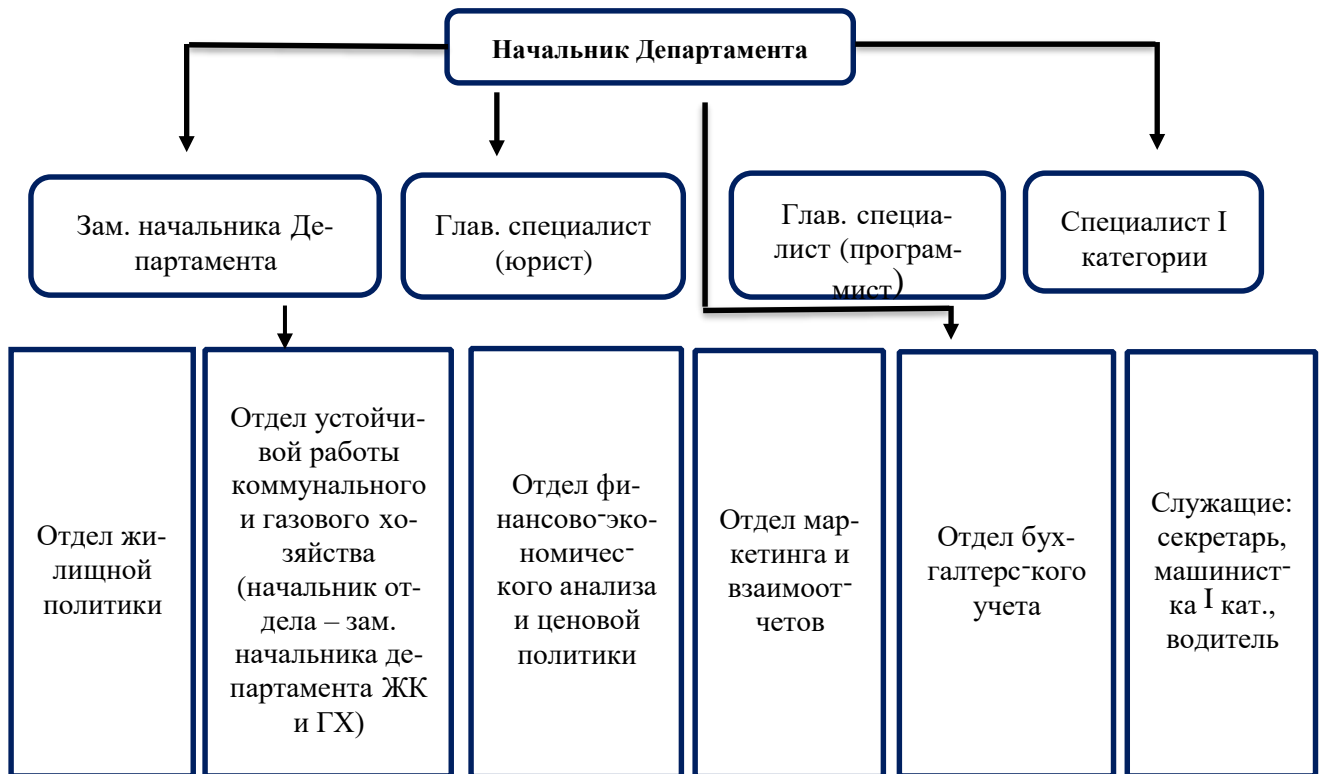 Начальник Департамента
Зам. начальника Де-
партамента
Глав. специалист
(юрист)
Глав. специа-
лист (програм-
мист)
Специалист I
категории
Отдел жи-
лищной
политики
Отдел устойчи-
вой работы
коммунального
и газового хо-
зяйства
(начальник от-
дела – зам.
начальника де-
партамента ЖК
и ГХ)
Отдел фи-
нансово-эко-
номичес-
кого анализа
и ценовой
политики
Отдел мар-
кетинга и
взаимоот-
четов
Отдел бух-
галтерс-кого
учета
Служащие:
секретарь,
машинист-
ка I кат.,
водитель